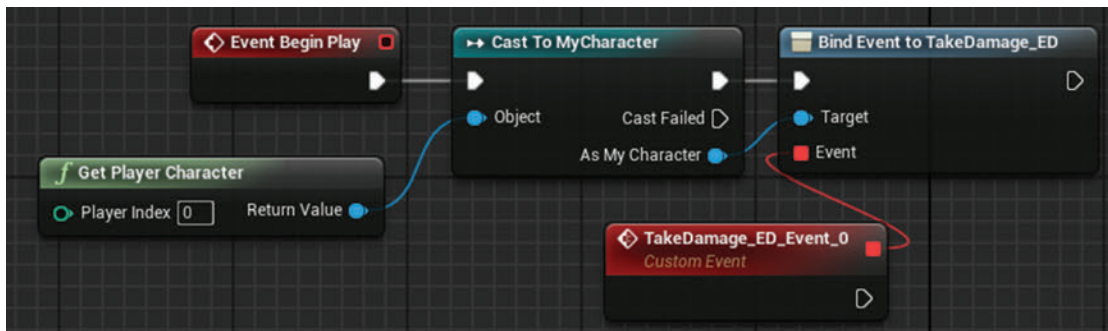 Event Begin Play
Cast To MyCharacter
Bind Event to TakeDamage_ED
Object
Cast Failed
Target
As My Character
Event
f Get Player Character
Player Index 0
Return Value
TakeDamage_ED_Event_0
Custom Event